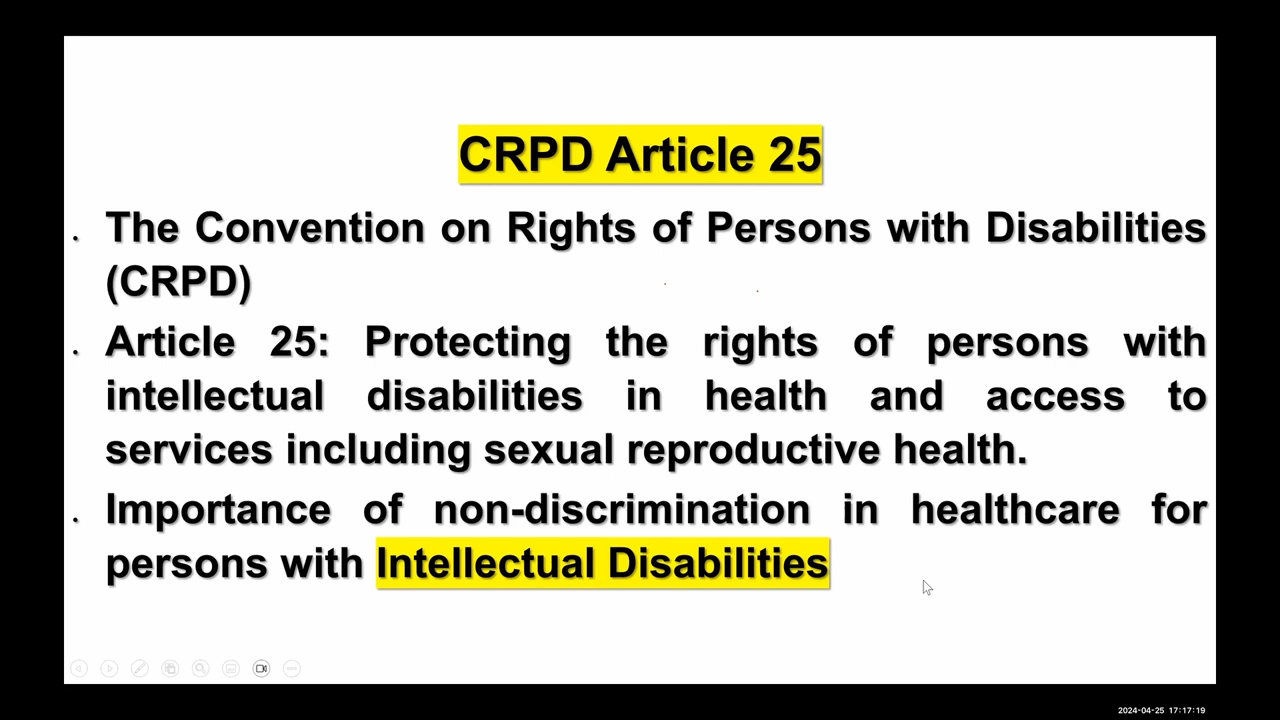 CRPD Article 25
. The Convention on Rights of Persons with Disabilities
(CRPD)
. Article 25: Protecting the rights of persons with
intellectual disabilities in health and access to
services including sexual reproductive health.
. Importance of non-discrimination in healthcare for
persons with Intellectual Disabilities
2024-04-25 17:17:19